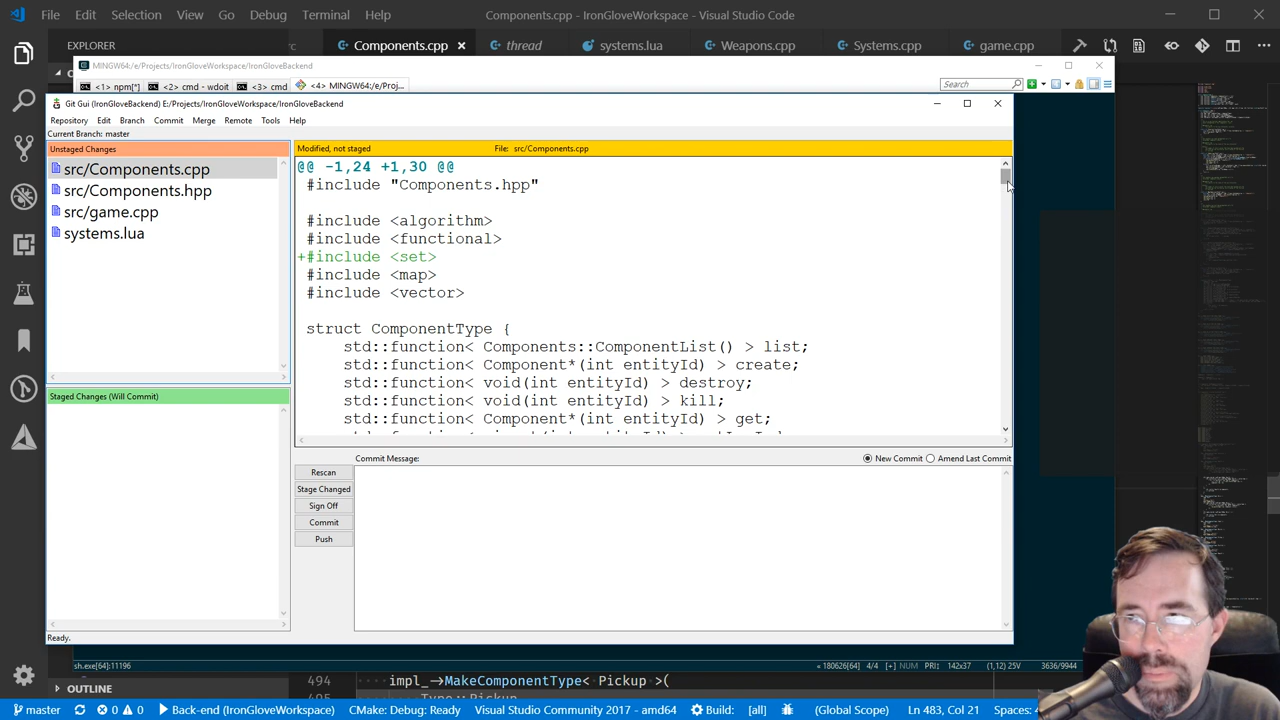 File Edit Selection View Go Debug Terminal Help Components.cpp - IronGloveWorkspace - Visual Studio Code
EXPLORER Components.cpp thread systems.lua Weapons.cpp Systems.cpp game.cpp
MINGW64:/e/Projects/IronGloveWorkspace/IronGloveBackend
<1> npm[*] <2> cmd - wdoit <3> cmd <4> MINGW64:/e/Proj... Search
Git Gui (IronGloveBackend) E:/Projects/IronGloveWorkspace/IronGloveBackend
Repository Edit Branch Commit Merge Remote Tools Help
Current Branch: master
Unstaged Changes
src/Components.cpp
src/Components.hpp
src/game.cpp
systems.lua
Staged Changes (Will Commit)
Modified, not staged File: src/Components.cpp
@@ -1,24 +1,30 @@
#include "Components.hpp"
#include <algorithm>
#include <functional>
+#include <set>
#include <map>
#include <vector>
struct ComponentType {
std::function< Components::ComponentList() > list;
std::function< Component*(int entityId) > create;
std::function< void(int entityId) > destroy;
std::function< void(int entityId) > kill;
std::function< Component*(int entityId) > get;
Commit Message: New Commit Amend Last Commit
Rescan
Stage Changed
Sign Off
Commit
Push
Ready.
sh.exe[64]:11196 « 180626[64] 4/4 [+] NUM PRI↕ 142x37 (1,12) 25V 3636/9944
OUTLINE
494 impl_->MakeComponentType< Pickup >(
495 Type::Pickup
master 0 0 Back-end (IronGloveWorkspace) CMake: Debug: Ready Visual Studio Community 2017 - amd64 Build: [all] (Global Scope) Ln 483, Col 21 Spaces: